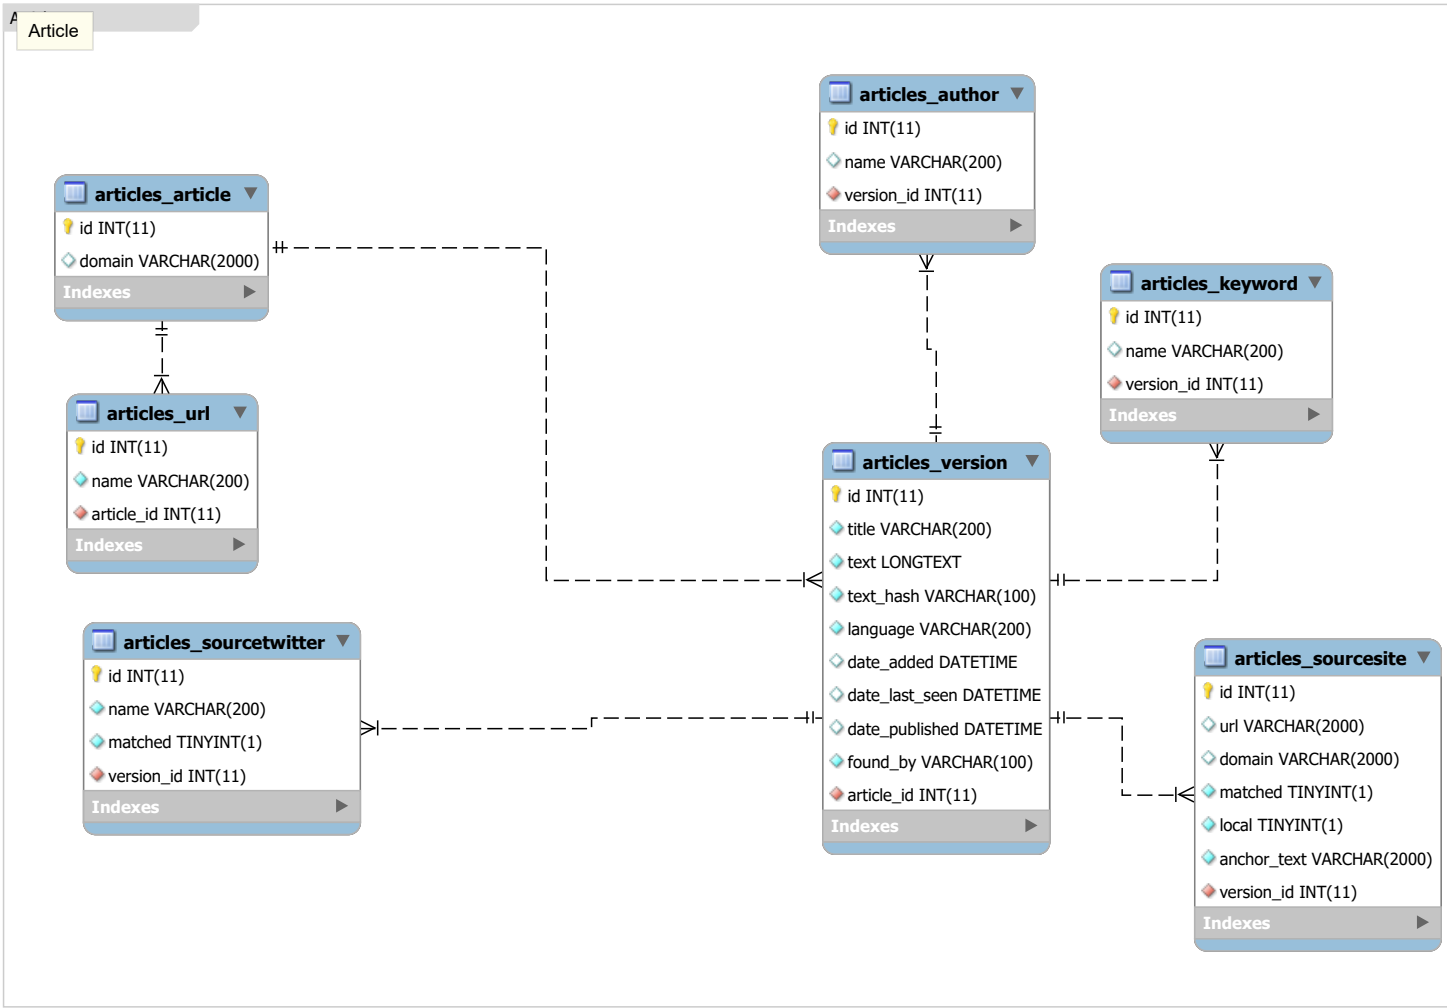 Article
articles_author
id INT(11)
name VARCHAR(200)
version_id INT(11)
Indexes
articles_article
id INT(11)
domain VARCHAR(2000)
Indexes
articles_keyword
id INT(11)
name VARCHAR(200)
version_id INT(11)
Indexes
articles_url
id INT(11)
name VARCHAR(200)
article_id INT(11)
Indexes
articles_version
id INT(11)
title VARCHAR(200)
text LONGTEXT
text_hash VARCHAR(100)
language VARCHAR(200)
date_added DATETIME
date_last_seen DATETIME
date_published DATETIME
found_by VARCHAR(100)
article_id INT(11)
Indexes
articles_sourcetwitter
id INT(11)
name VARCHAR(200)
matched TINYINT(1)
version_id INT(11)
Indexes
articles_sourcesite
id INT(11)
url VARCHAR(2000)
domain VARCHAR(2000)
matched TINYINT(1)
local TINYINT(1)
anchor_text VARCHAR(2000)
version_id INT(11)
Indexes